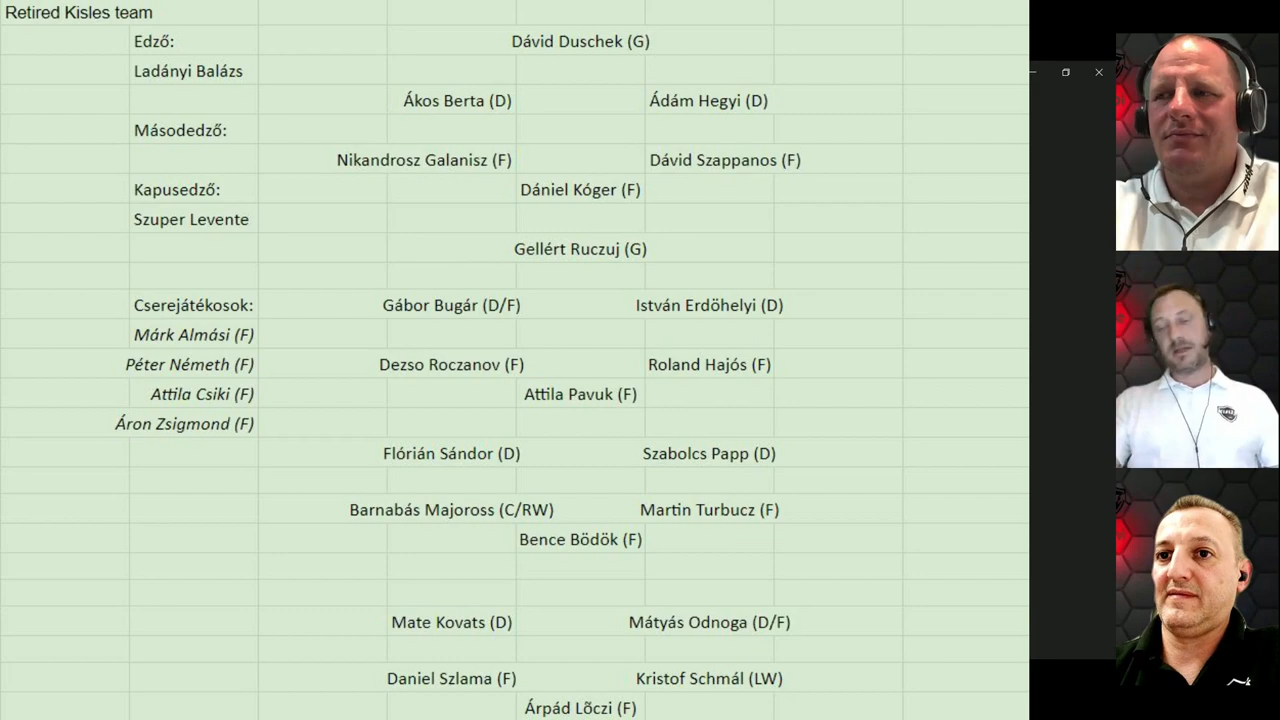 Retired Kisles team
Edző: Dávid Duschek (G)
Ladányi Balázs
Ákos Berta (D) Ádám Hegyi (D)
Másodedző:
Nikandrosz Galanisz (F) Dávid Szappanos (F)
Kapusedző: Dániel Kóger (F)
Szuper Levente
Gellért Ruczuj (G)
Cserejátékosok: Gábor Bugár (D/F) István Erdöhelyi (D)
Márk Almási (F)
Péter Németh (F) Dezso Roczanov (F) Roland Hajós (F)
Attila Csiki (F) Attila Pavuk (F)
Áron Zsigmond (F)
Flórián Sándor (D) Szabolcs Papp (D)
Barnabás Majoross (C/RW) Martin Turbucz (F)
Bence Bödök (F)
Mate Kovats (D) Mátyás Odnoga (D/F)
Daniel Szlama (F) Kristof Schmál (LW)
Árpád Lõczi (F)